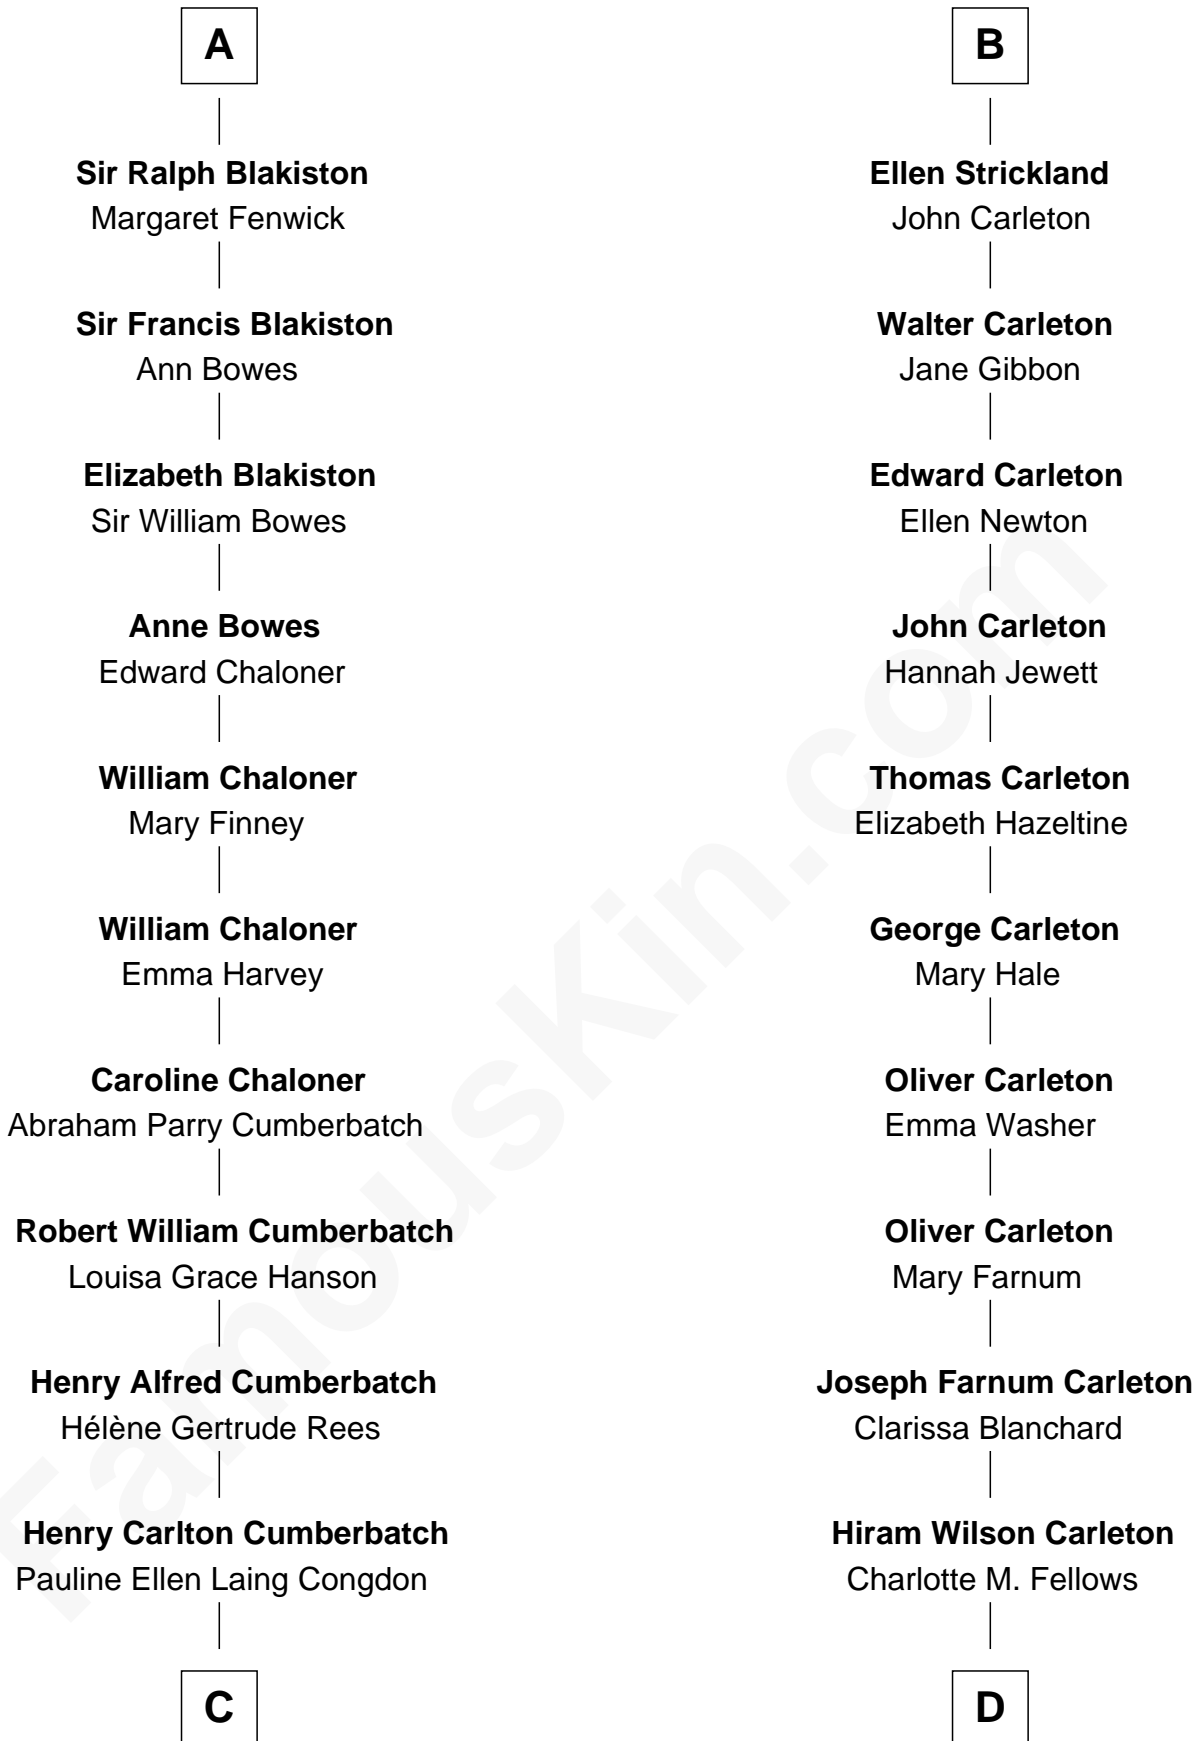 A
Sir Ralph Blakiston
Margaret Fenwick
Sir Francis Blakiston
Ann Bowes
Elizabeth Blakiston
Sir William Bowes
Anne Bowes
Edward Chaloner
William Chaloner
Mary Finney
William Chaloner
Emma Harvey
Caroline Chaloner
Abraham Parry Cumberbatch
Robert William Cumberbatch
Louisa Grace Hanson
Henry Alfred Cumberbatch
Hélène Gertrude Rees
Henry Carlton Cumberbatch
Pauline Ellen Laing Congdon
C
B
Ellen Strickland
John Carleton
Walter Carleton
Jane Gibbon
Edward Carleton
Ellen Newton
John Carleton
Hannah Jewett
Thomas Carleton
Elizabeth Hazeltine
George Carleton
Mary Hale
Oliver Carleton
Emma Washer
Oliver Carleton
Mary Farnum
Joseph Farnum Carleton
Clarissa Blanchard
Hiram Wilson Carleton
Charlotte M. Fellows
D
FamousKin.com